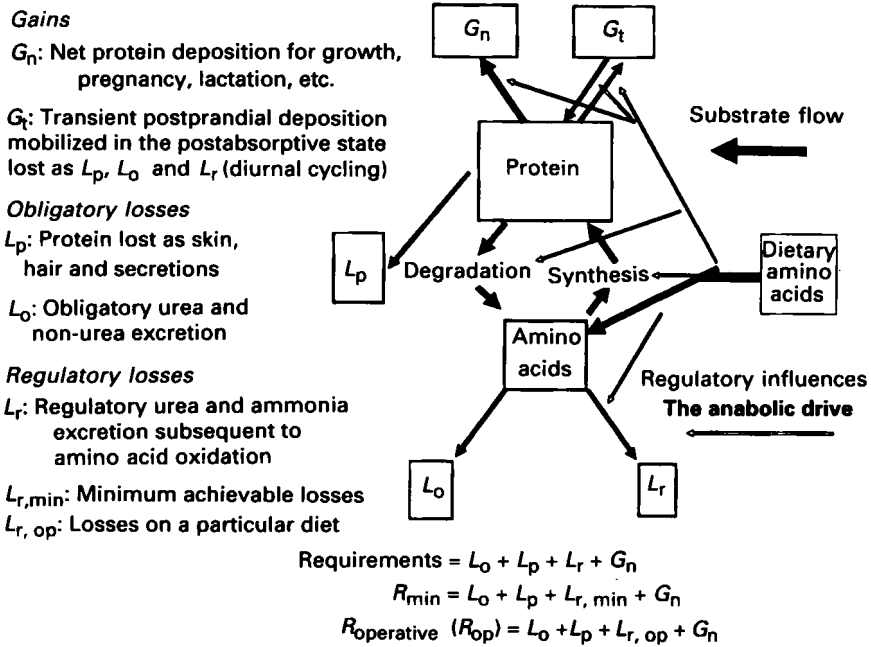 Gains
Gn: Net protein deposition for growth,
pregnancy, lactation, etc.
Gt: Transient postprandial deposition
mobilized in the postabsorptive state
lost as Lp, Lo and Lr (diurnal cycling)
Obligatory losses
Lp: Protein lost as skin,
hair and secretions
Lo: Obligatory urea and
non-urea excretion
Regulatory losses
Lr: Regulatory urea and ammonia
excretion subsequent to
amino acid oxidation
Lr,min: Minimum achievable losses
Lr, op: Losses on a particular diet
Gn
Gt
Substrate flow
Protein
Lp
Degradation
Synthesis
Dietary
amino
acids
Amino
acids
Regulatory influences
The anabolic drive
Lo
Lr
Requirements = Lo + Lp + Lr + Gn
Rmin = Lo + Lp + Lr, min + Gn
Roperative (Rop) = Lo +Lp + Lr, op + Gn